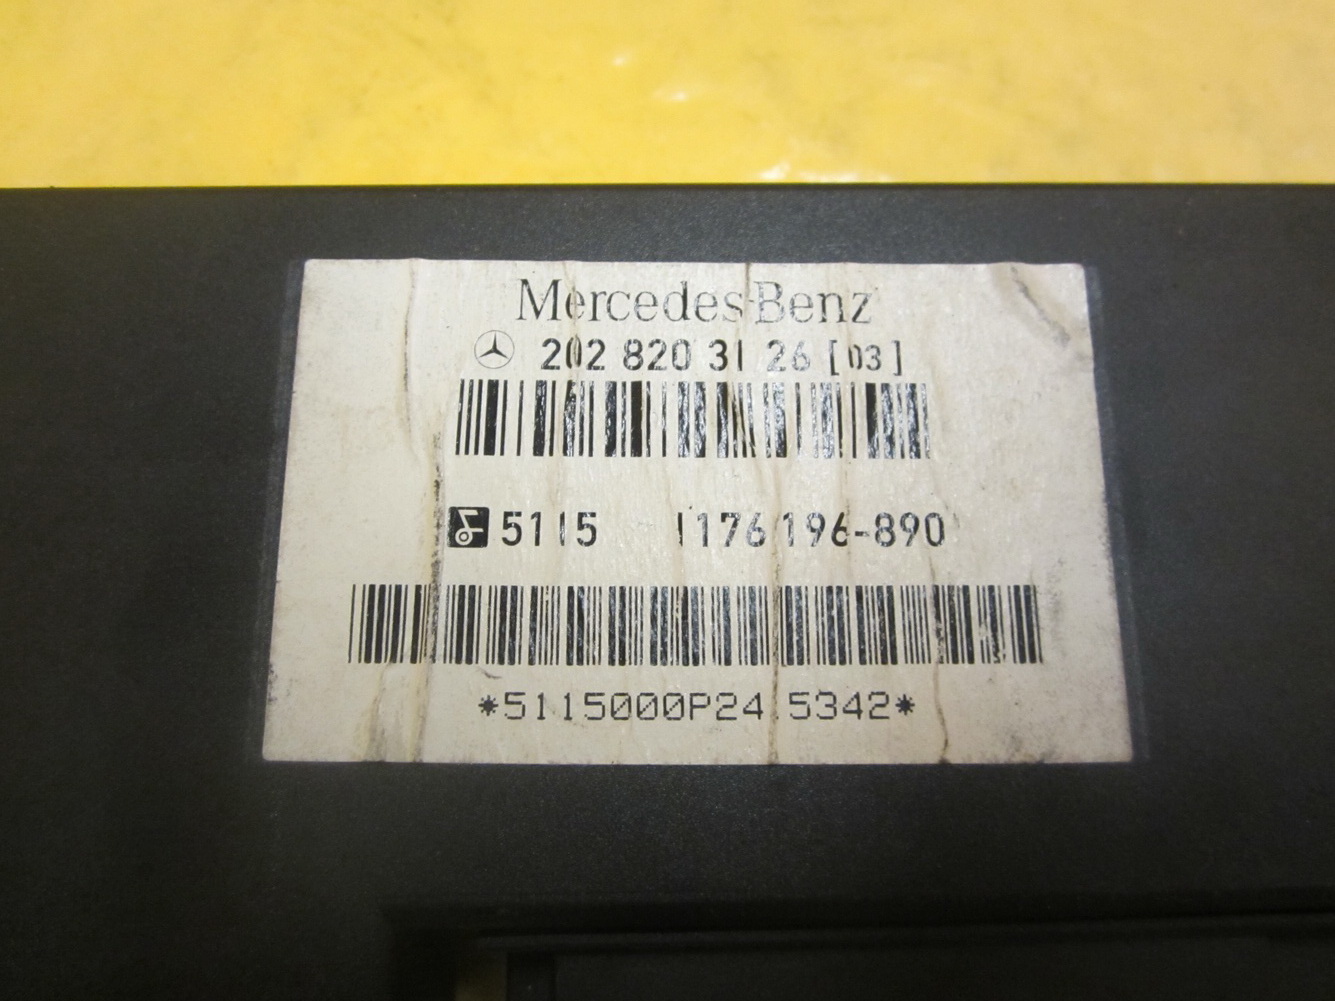 Mercedes-Benz
202 820 31 26 [03]
5115 1176196-890
*5115000P24 5342*